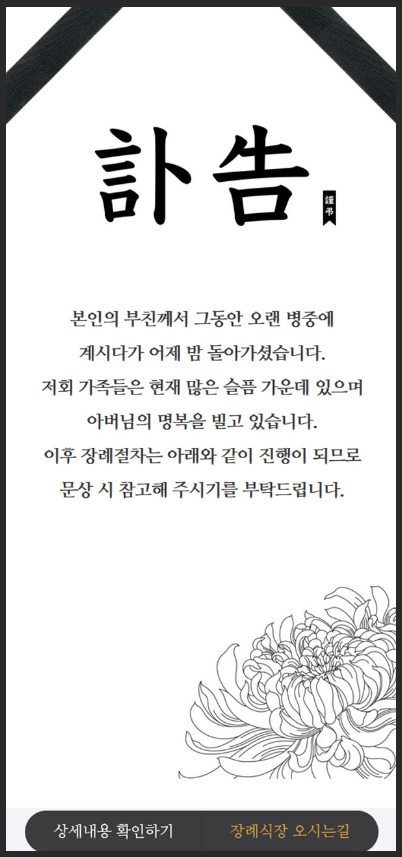 訃告
謹弔
본인의 부친께서 그동안 오랜 병중에
계시다가 어제 밤 돌아가셨습니다.
저희 가족들은 현재 많은 슬픔 가운데 있으며
아버님의 명복을 빌고 있습니다.
이후 장례절차는 아래와 같이 진행이 되므로
문상 시 참고해 주시기를 부탁드립니다.
상세내용 확인하기
장례식장 오시는길